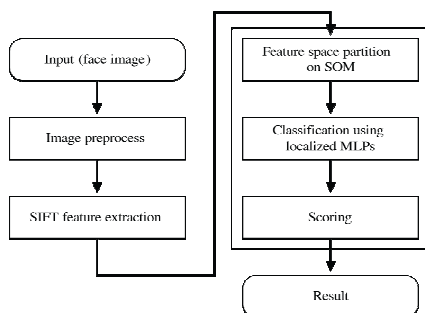 Input (face image)
Image preprocess
SIFT feature extraction
Feature space partition
on SOM
Classification using
localized MLPs
Scoring
Result